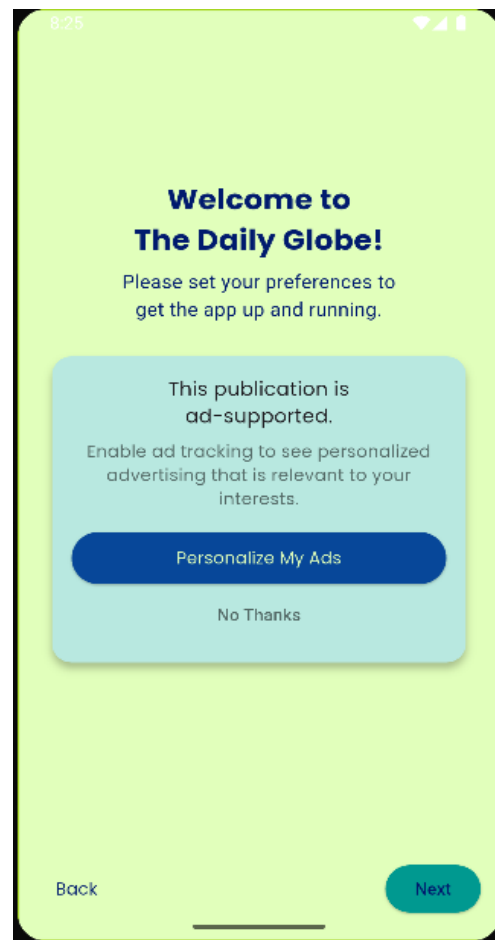 8:25
Welcome to
The Daily Globe!
Please set your preferences to
get the app up and running.
This publication is
ad-supported.
Enable ad tracking to see personalized
advertising that is relevant to your
interests.
Personalize My Ads
No Thanks
Back
Next